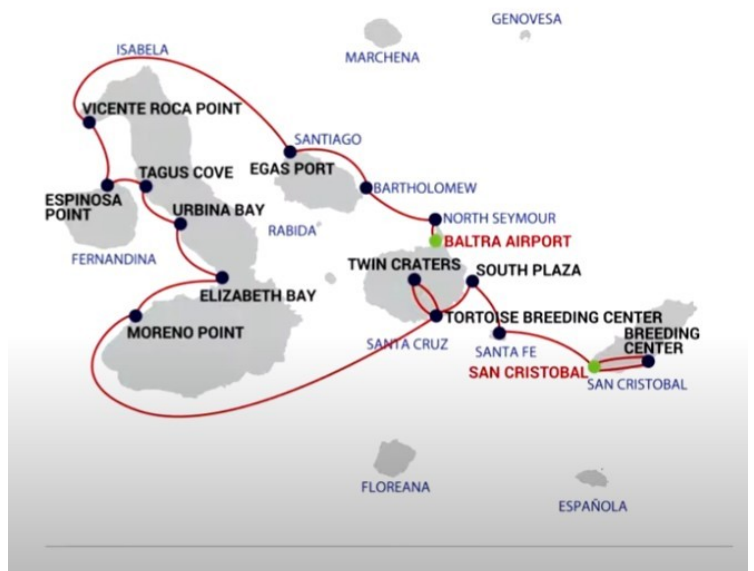 GENOVESA
ISABELA
MARCHENA
VICENTE ROCA POINT
SANTIAGO
EGAS PORT
TAGUS COVE
BARTHOLOMEW
ESPINOSA
POINT
URBINA BAY
NORTH SEYMOUR
RABIDA
BALTRA AIRPORT
FERNANDINA
TWIN CRATERS
SOUTH PLAZA
ELIZABETH BAY
TORTOISE BREEDING CENTER
MORENO POINT
BREEDING
CENTER
SANTA CRUZ
SANTA FE
SAN CRISTOBAL
SAN CRISTOBAL
FLOREANA
ESPAÑOLA